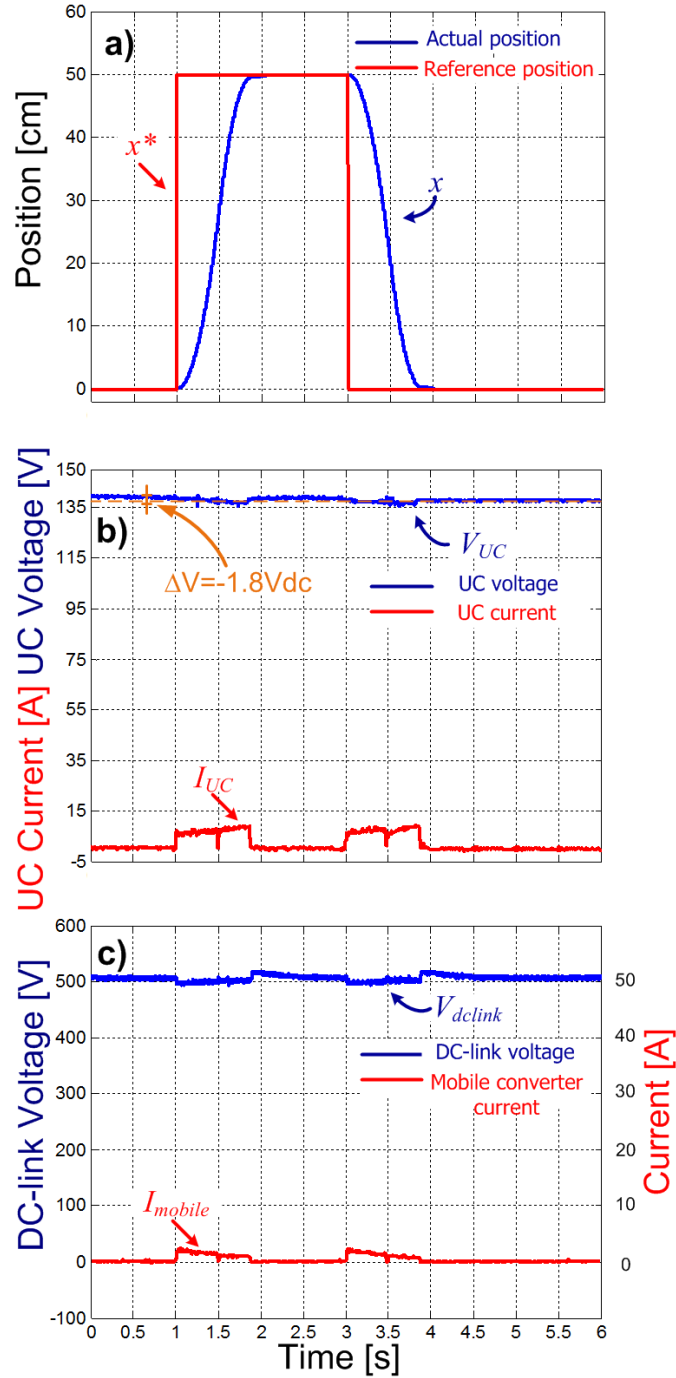 a)
Actual position
Reference position
x*
x
Position [cm]
60
50
40
30
20
10
0
b)
UC Current [A] UC Voltage [V]
150
135
115
95
75
55
35
15
-5
ΔV=-1.8Vdc
V_UC
UC voltage
UC current
I_UC
c)
DC-link Voltage [V]
600
500
400
300
200
100
0
-100
V_dclink
DC-link voltage
Mobile converter
current
I_mobile
50
40
30
20
10
0
Current [A]
0 0.5 1 1.5 2 2.5 3 3.5 4 4.5 5 5.5 6
Time [s]